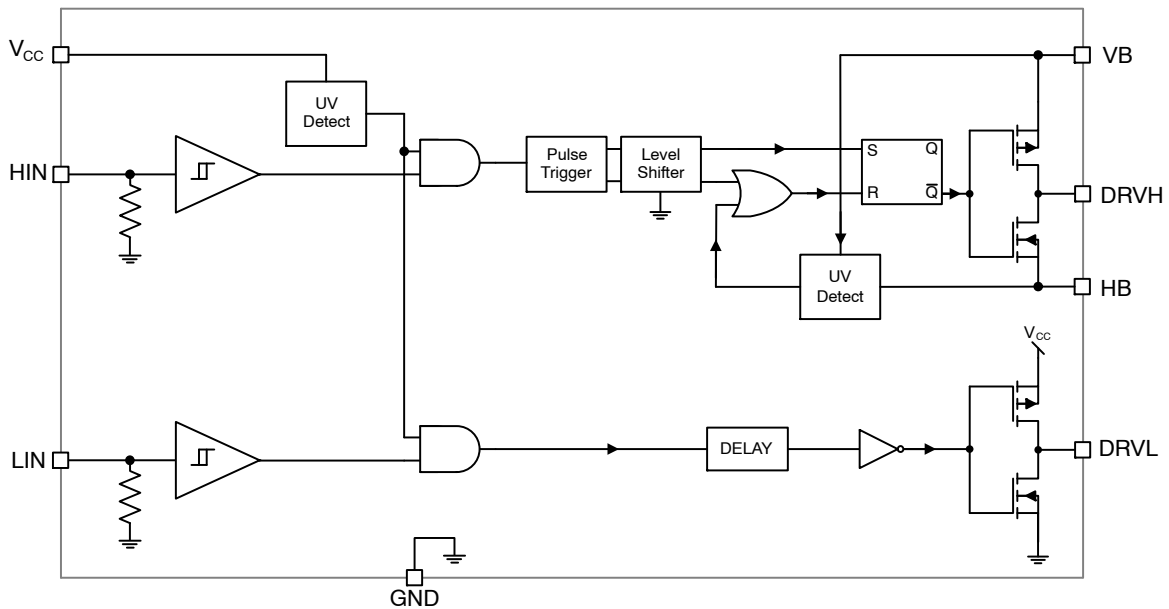 VCC
UV
Detect
VB
HIN
Pulse
Trigger
Level
Shifter
S
Q
R
Q̅
DRVH
UV
Detect
HB
VCC
LIN
DELAY
DRVL
GND